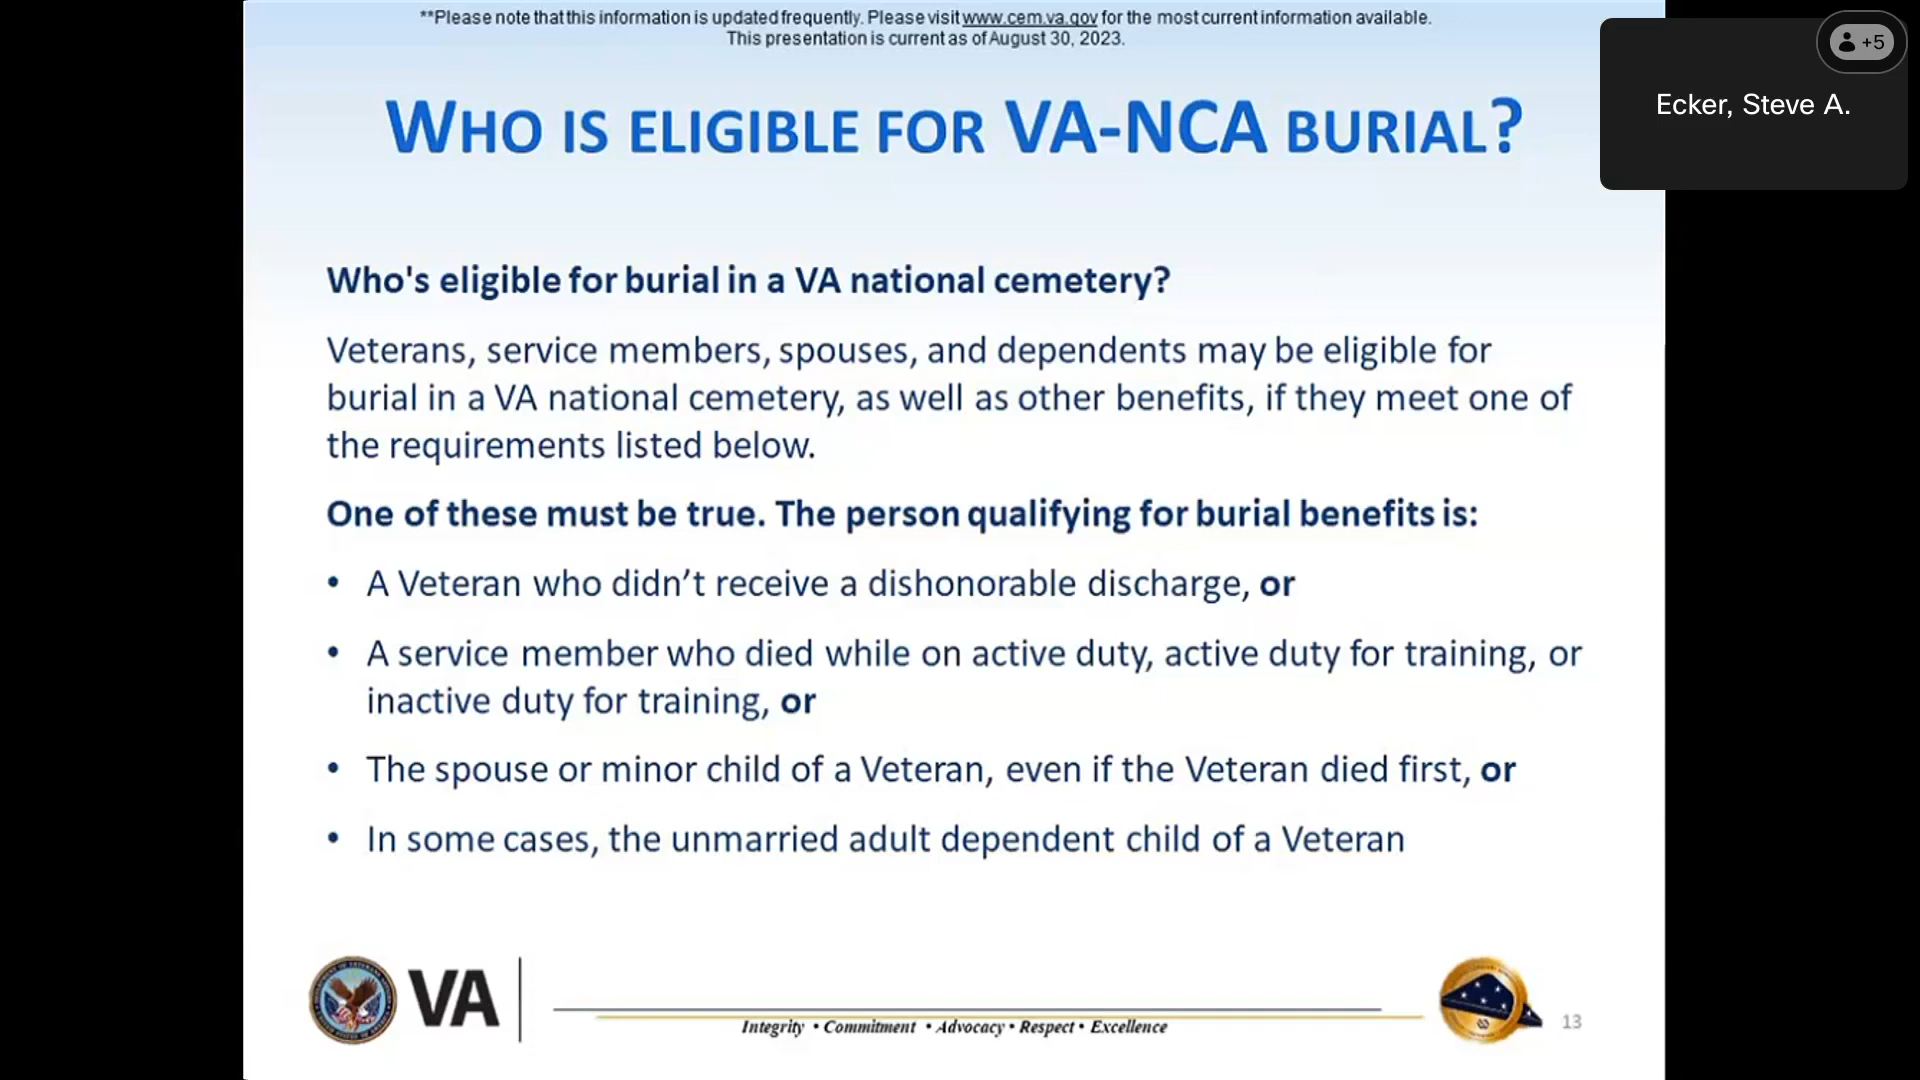 **Please note that this information is updated frequently. Please visit www.cem.va.gov for the most current information available.
This presentation is current as of August 30, 2023.
+5
Ecker, Steve A.
WHO IS ELIGIBLE FOR VA-NCA BURIAL?
Who's eligible for burial in a VA national cemetery?
Veterans, service members, spouses, and dependents may be eligible for
burial in a VA national cemetery, as well as other benefits, if they meet one of
the requirements listed below.
One of these must be true. The person qualifying for burial benefits is:
• A Veteran who didn’t receive a dishonorable discharge, or
• A service member who died while on active duty, active duty for training, or
inactive duty for training, or
• The spouse or minor child of a Veteran, even if the Veteran died first, or
• In some cases, the unmarried adult dependent child of a Veteran
VA
Integrity • Commitment • Advocacy • Respect • Excellence
13